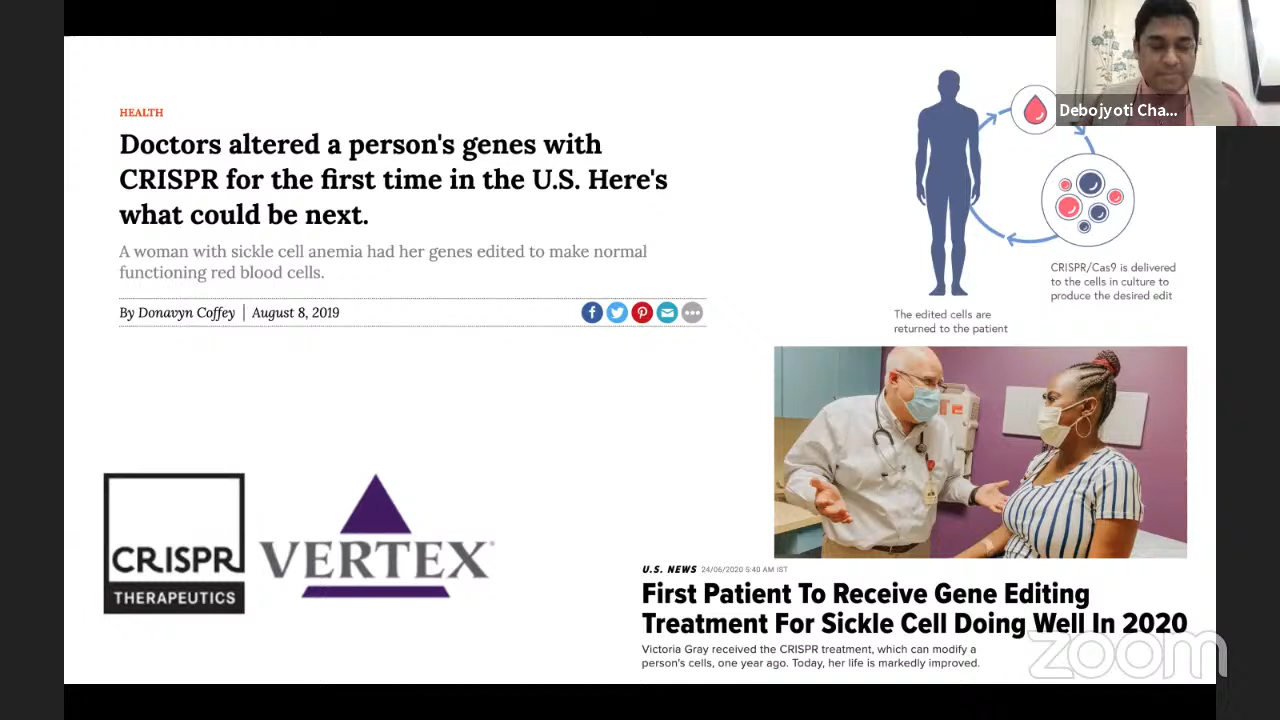 HEALTH
Doctors altered a person's genes with
CRISPR for the first time in the U.S. Here's
what could be next.
A woman with sickle cell anemia had her genes edited to make normal
functioning red blood cells.
By Donavyn Coffey | August 8, 2019
Debojyoti Cha...
CRISPR/Cas9 is delivered
to the cells in culture to
produce the desired edit
The edited cells are
returned to the patient
CRISPR
THERAPEUTICS
VERTEX
U.S. NEWS 24/06/2020 5:40 AM IST
First Patient To Receive Gene Editing
Treatment For Sickle Cell Doing Well In 2020
Victoria Gray received the CRISPR treatment, which can modify a
person's cells, one year ago. Today, her life is markedly improved.
zoom